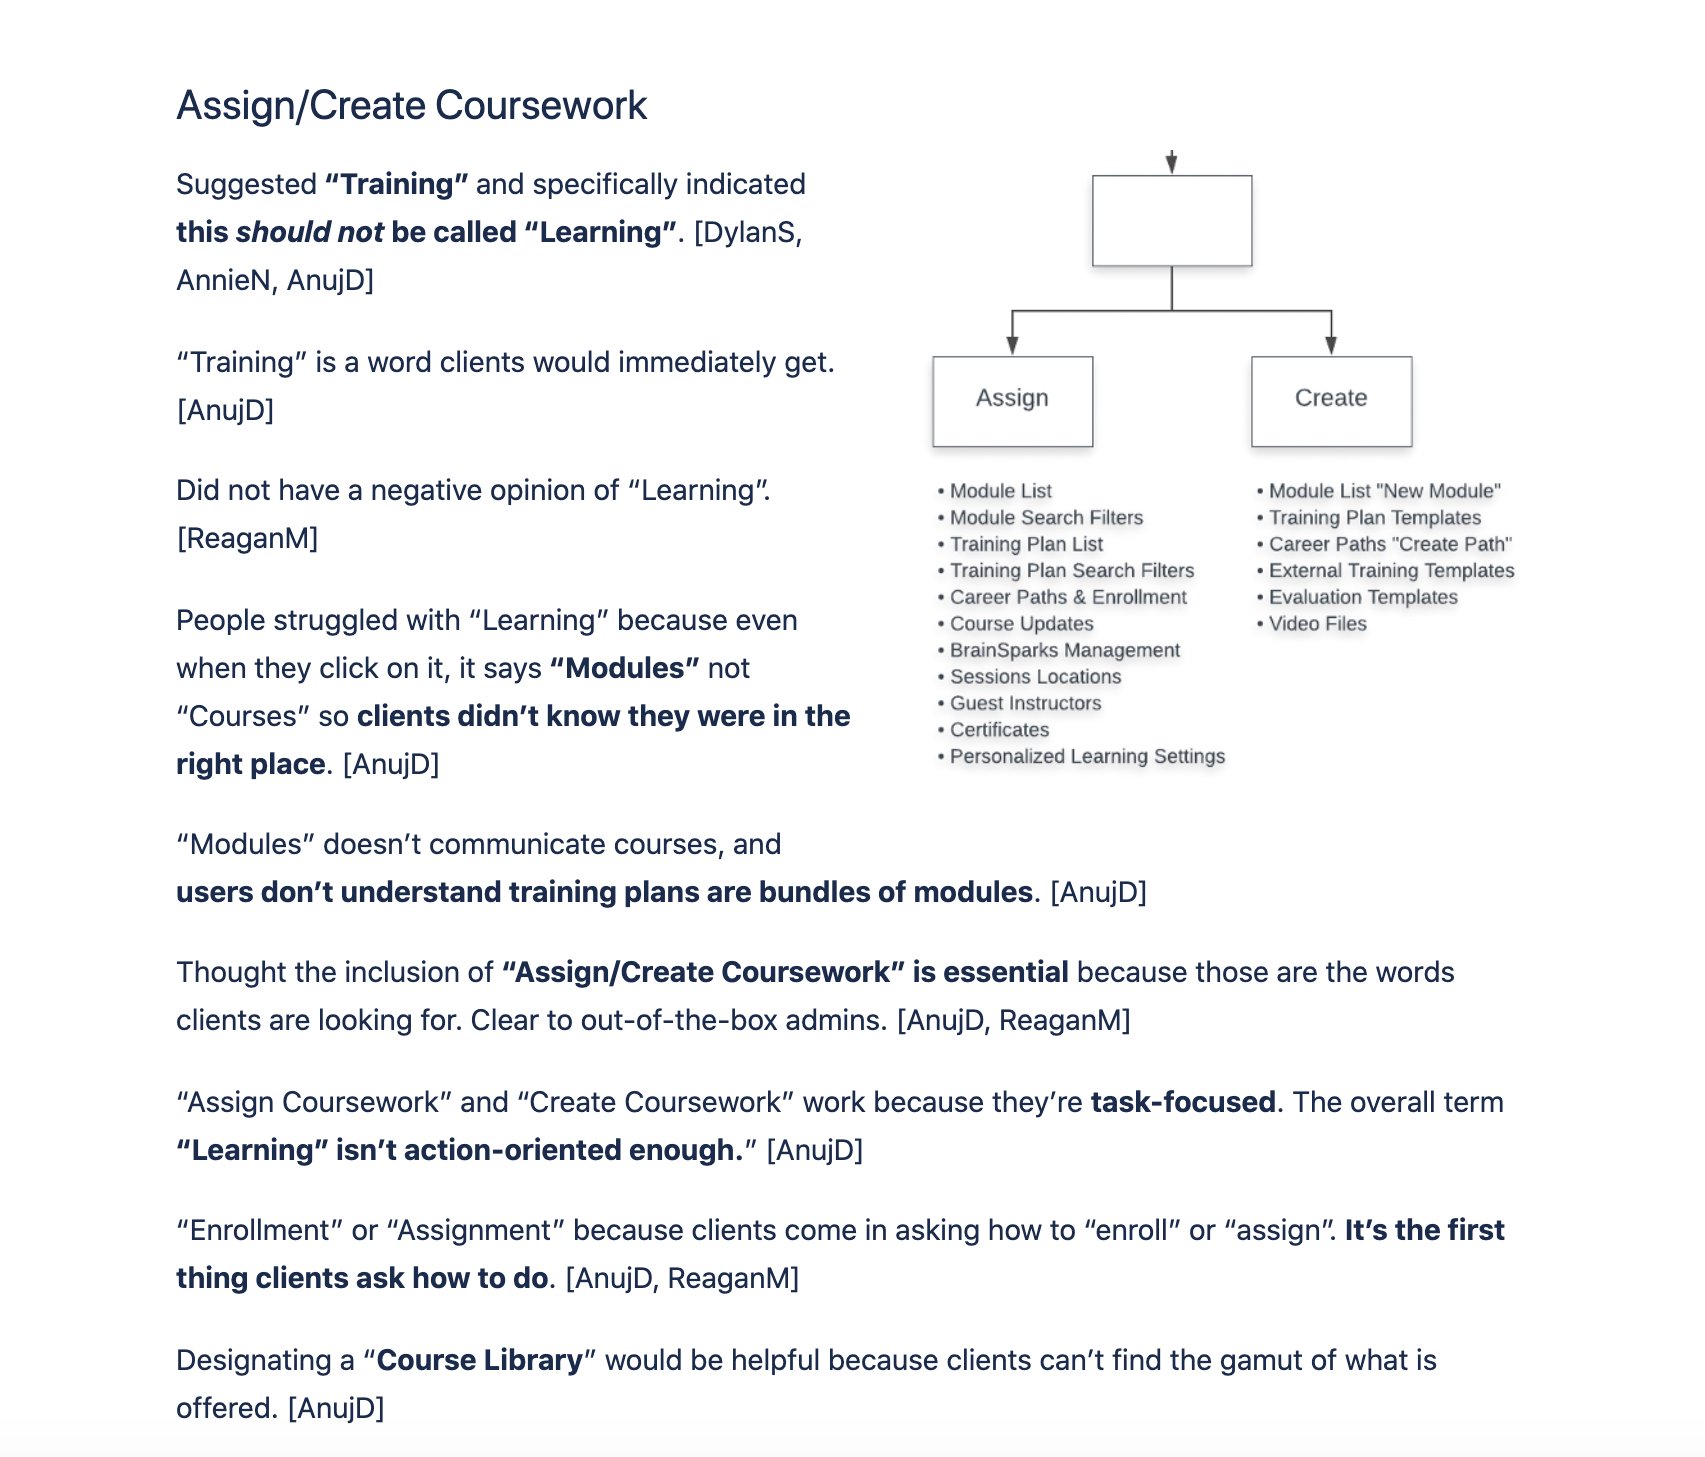 Assign/Create Coursework
Suggested “Training” and specifically indicated
this should not be called “Learning”. [DylanS,
AnnieN, AnujD]
“Training” is a word clients would immediately get.
[AnujD]
Did not have a negative opinion of “Learning”.
[ReaganM]
People struggled with “Learning” because even
when they click on it, it says “Modules” not
“Courses” so clients didn’t know they were in the
right place. [AnujD]
Assign
• Module List
• Module Search Filters
• Training Plan List
• Training Plan Search Filters
• Career Paths & Enrollment
• Course Updates
• BrainSparks Management
• Sessions Locations
• Guest Instructors
• Certificates
• Personalized Learning Settings
Create
• Module List "New Module"
• Training Plan Templates
• Career Paths "Create Path"
• External Training Templates
• Evaluation Templates
• Video Files
“Modules” doesn’t communicate courses, and
users don’t understand training plans are bundles of modules. [AnujD]
Thought the inclusion of “Assign/Create Coursework” is essential because those are the words
clients are looking for. Clear to out-of-the-box admins. [AnujD, ReaganM]
“Assign Coursework” and “Create Coursework” work because they’re task-focused. The overall term
“Learning” isn’t action-oriented enough.” [AnujD]
“Enrollment” or “Assignment” because clients come in asking how to “enroll” or “assign”. It’s the first
thing clients ask how to do. [AnujD, ReaganM]
Designating a “Course Library” would be helpful because clients can’t find the gamut of what is
offered. [AnujD]